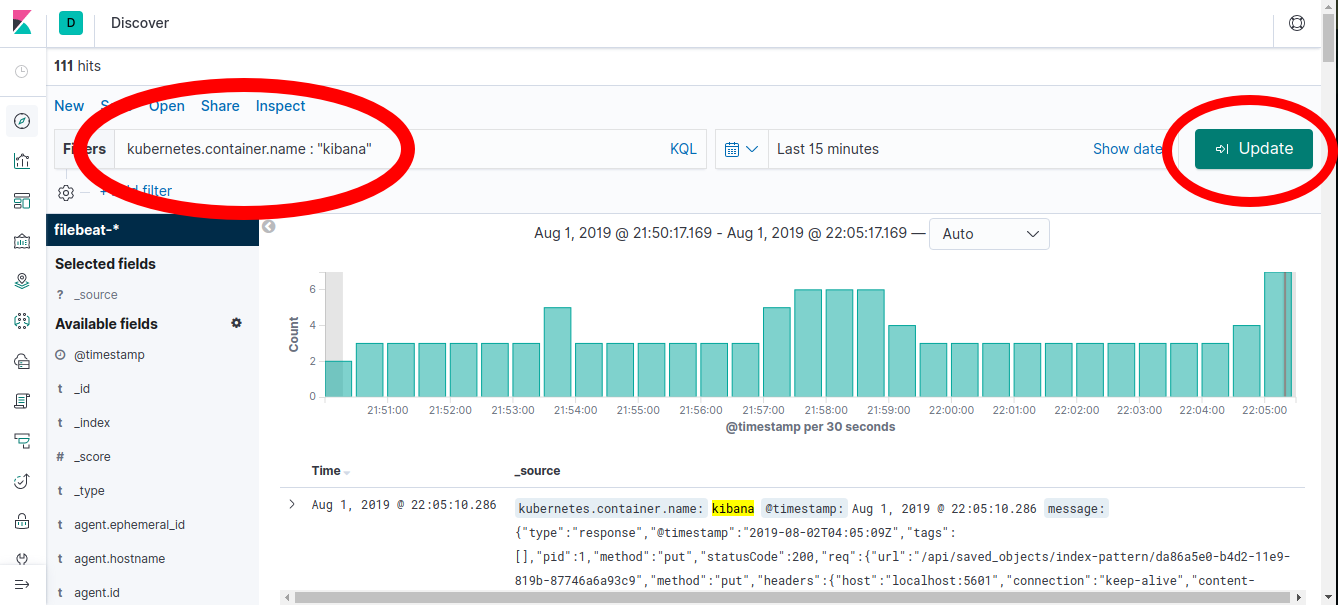 D Discover
111 hits
New Open Share Inspect
kubernetes.container.name : "kibana" KQL Last 15 minutes Show date Update
filter
filebeat-*
Aug 1, 2019 @ 21:50:17.169 - Aug 1, 2019 @ 22:05:17.169 — Auto
Selected fields
? _source
Available fields
@timestamp
t _id
t _index
# _score
t _type
t agent.ephemeral_id
t agent.hostname
t agent.id
Count
6
4
2
0
21:51:00 21:52:00 21:53:00 21:54:00 21:55:00 21:56:00 21:57:00 21:58:00 21:59:00 22:00:00 22:01:00 22:02:00 22:03:00 22:04:00 22:05:00
@timestamp per 30 seconds
Time _source
Aug 1, 2019 @ 22:05:10.286 kubernetes.container.name: kibana @timestamp: Aug 1, 2019 @ 22:05:10.286 message:
{"type":"response","@timestamp":"2019-08-02T04:05:09Z","tags":
[],"pid":1,"method":"put","statusCode":200,"req":{"url":"/api/saved_objects/index-pattern/da86a5e0-b4d2-11e9-
819b-87746a6a93c9","method":"put","headers":{"host":"localhost:5601","connection":"keep-alive","content-